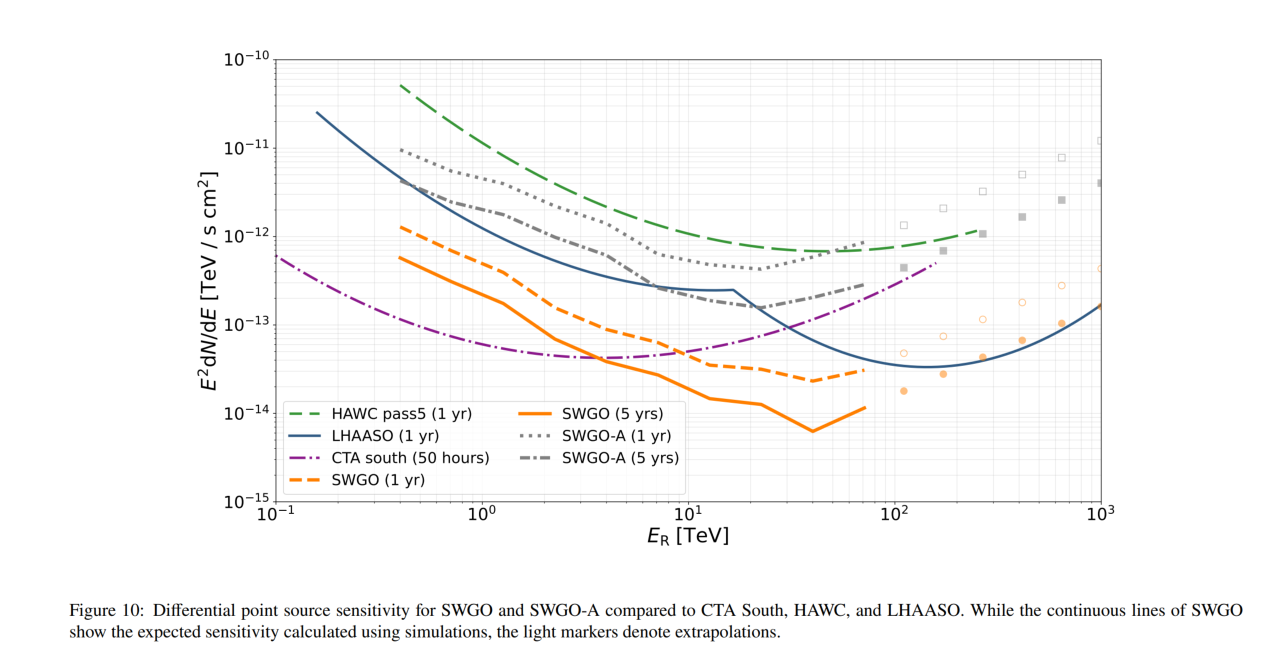 10⁻¹⁰
10⁻¹¹
10⁻¹²
10⁻¹³
10⁻¹⁴
10⁻¹⁵
E²dN/dE [TeV / s cm²]
HAWC pass5 (1 yr)
LHAASO (1 yr)
CTA south (50 hours)
SWGO (1 yr)
SWGO (5 yrs)
SWGO-A (1 yr)
SWGO-A (5 yrs)
10⁻¹ 10⁰ 10¹ 10² 10³
E_R [TeV]
Figure 10: Differential point source sensitivity for SWGO and SWGO-A compared to CTA South, HAWC, and LHAASO. While the continuous lines of SWGO
show the expected sensitivity calculated using simulations, the light markers denote extrapolations.